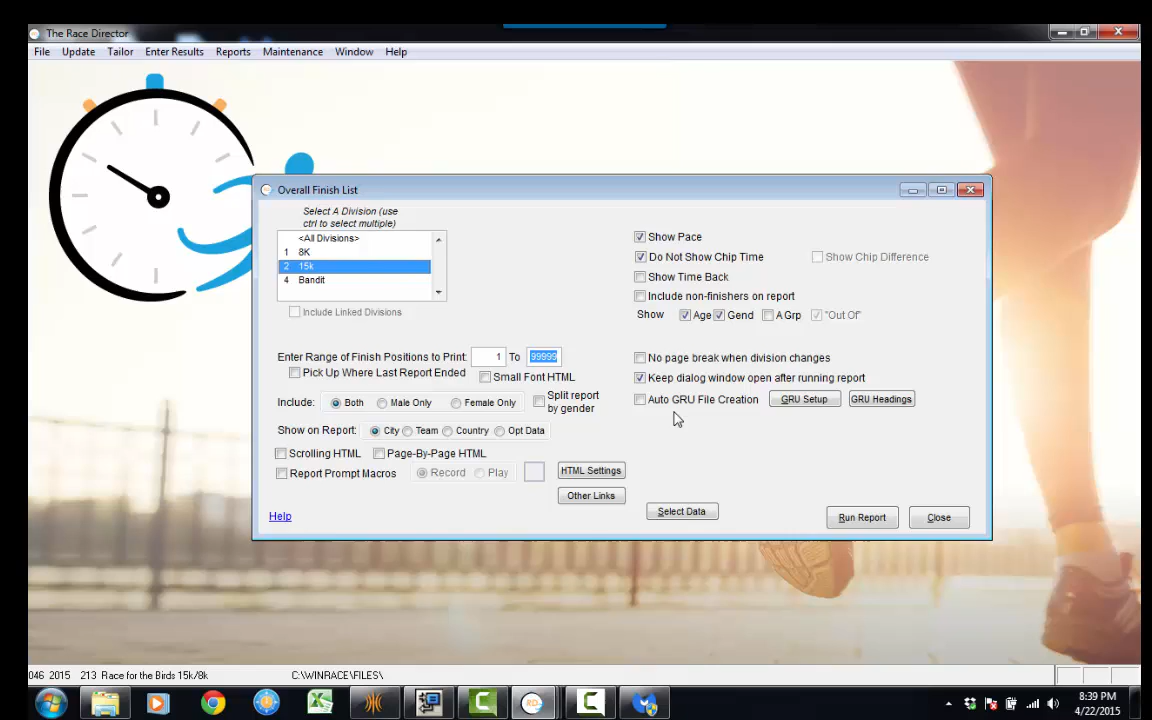 The Race Director
File Update Tailor Enter Results Reports Maintenance Window Help
Overall Finish List
Select A Division (use
ctrl to select multiple)
<All Divisions>
1 8K
2 15k
4 Bandit
Include Linked Divisions
Show Pace
Do Not Show Chip Time
Show Chip Difference
Show Time Back
Include non-finishers on report
Show Age Gend A Grp "Out Of"
Enter Range of Finish Positions to Print: 1 To 99999
Pick Up Where Last Report Ended
Small Font HTML
No page break when division changes
Keep dialog window open after running report
Include: Both Male Only Female Only
Split report
by gender
Auto GRU File Creation GRU Setup GRU Headings
Show on Report: City Team Country Opt Data
Scrolling HTML Page-By-Page HTML
Report Prompt Macros Record Play
HTML Settings
Other Links
Help
Select Data
Run Report
Close
046 2015 213 Race for the Birds 15k/8k C:\WINRACE\FILES\
RD
8:39 PM
4/22/2015